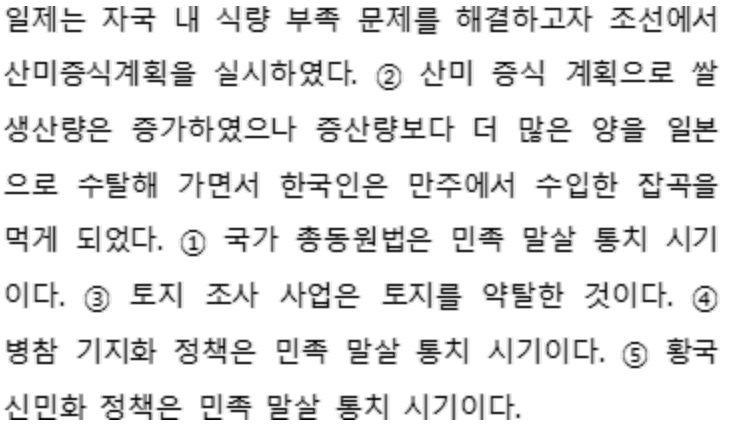 일제는 자국 내 식량 부족 문제를 해결하고자 조선에서
산미증식계획을 실시하였다. ② 산미 증식 계획으로 쌀
생산량은 증가하였으나 증산량보다 더 많은 양을 일본
으로 수탈해 가면서 한국인은 만주에서 수입한 잡곡을
먹게 되었다. ① 국가 총동원법은 민족 말살 통치 시기
이다. ③ 토지 조사 사업은 토지를 약탈한 것이다. ④
병참 기지화 정책은 민족 말살 통치 시기이다. ⑤ 황국
신민화 정책은 민족 말살 통치 시기이다.